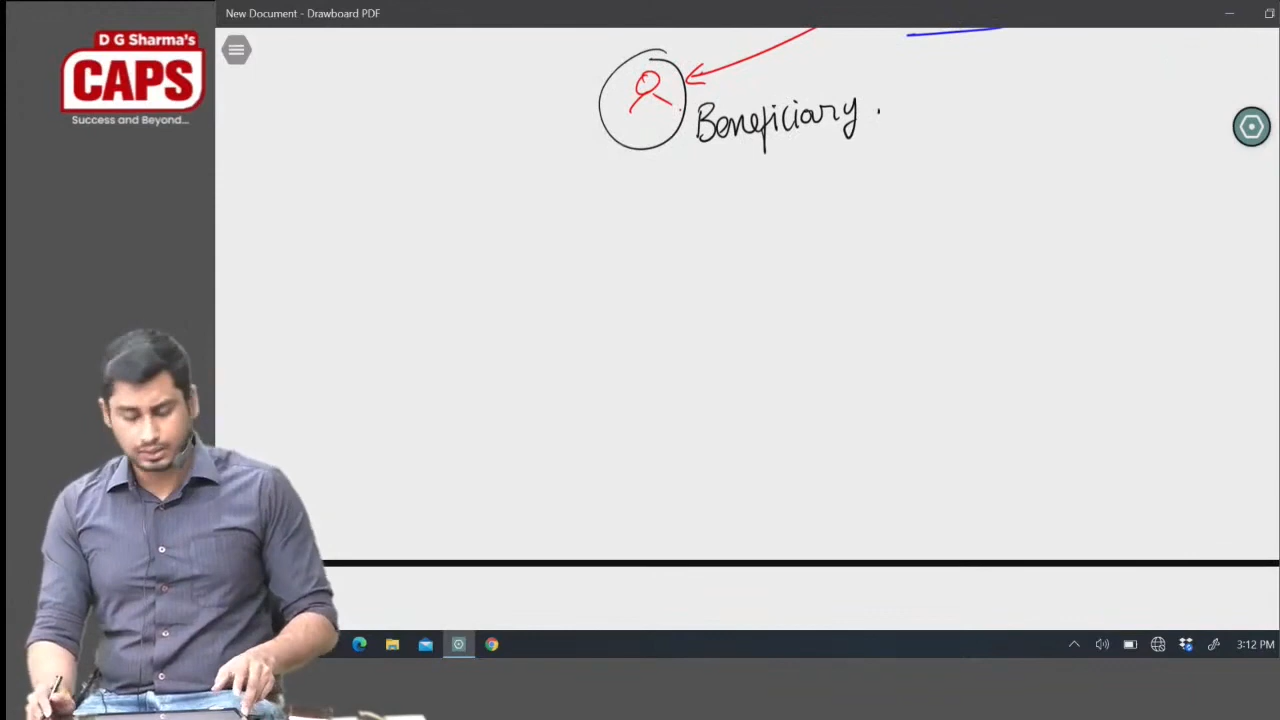 New Document - Drawboard PDF
D G Sharma's
CAPS
Success and Beyond...
Beneficiary.
3:12 PM